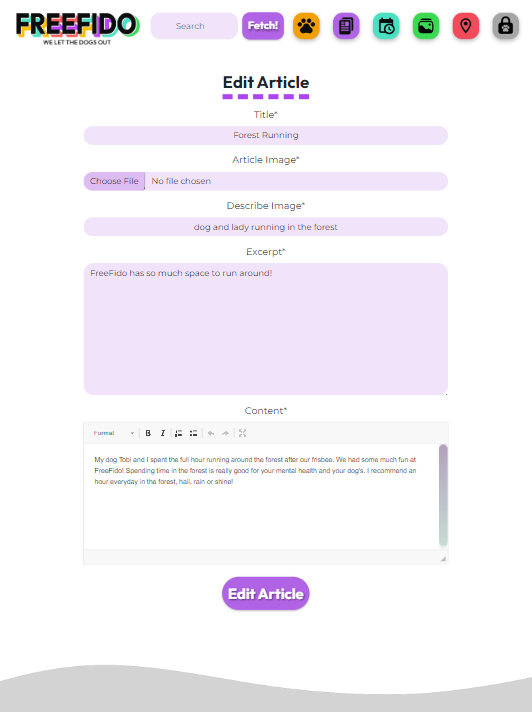 FREEFIDO
WE LET THE DOGS OUT
Search
Fetch!
Edit Article
Title*
Forest Running
Article Image*
Choose File No file chosen
Describe Image*
dog and lady running in the forest
Excerpt*
FreeFido has so much space to run around!
Content*
Format B I
My dog Tobi and I spent the full hour running around the forest after our frisbee. We had some much fun at
FreeFido! Spending time in the forest is really good for your mental health and your dog's. I recommend an
hour everyday in the forest, hail, rain or shine!
Edit Article